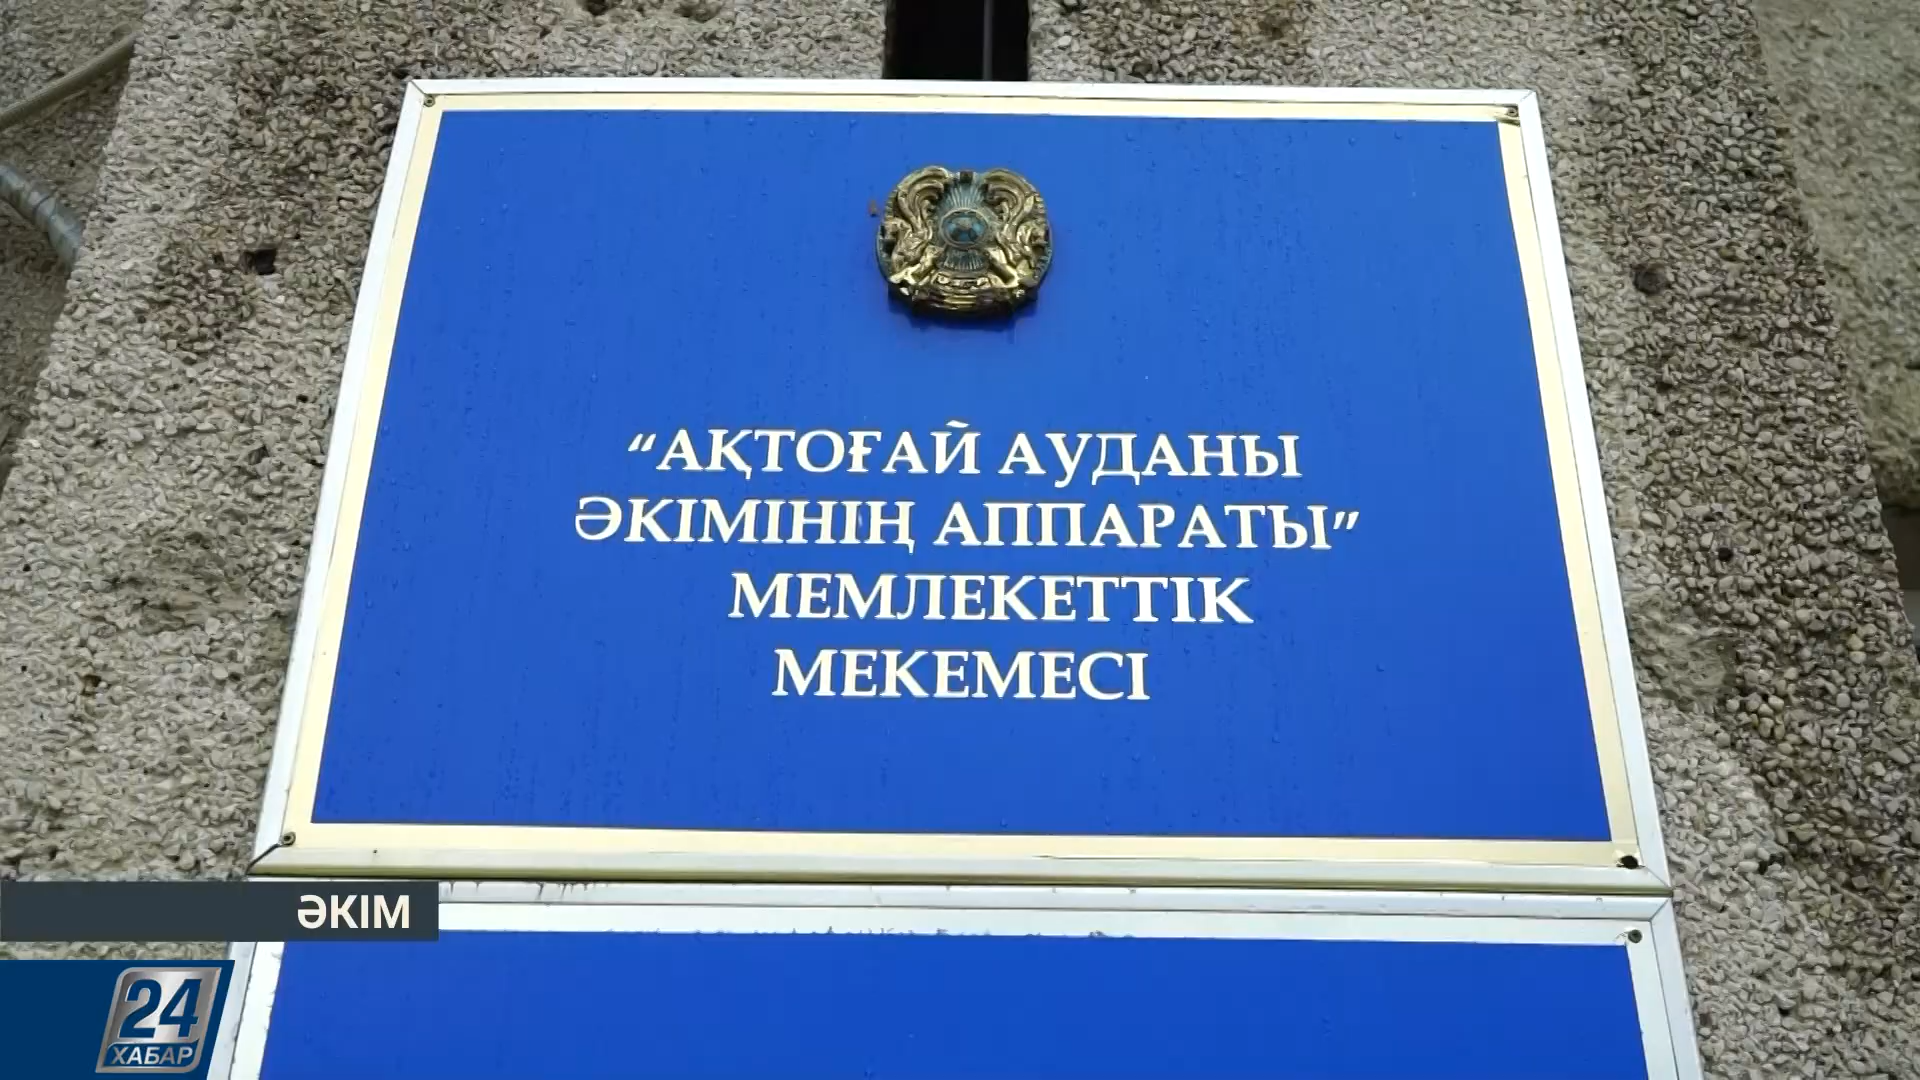 “АҚТОҒАЙ АУДАНЫ
ӘКІМІНІҢ АППАРАТЫ”
МЕМЛЕКЕТТІК
МЕКЕМЕСІ
ӘКІМ
24
ХАБАР